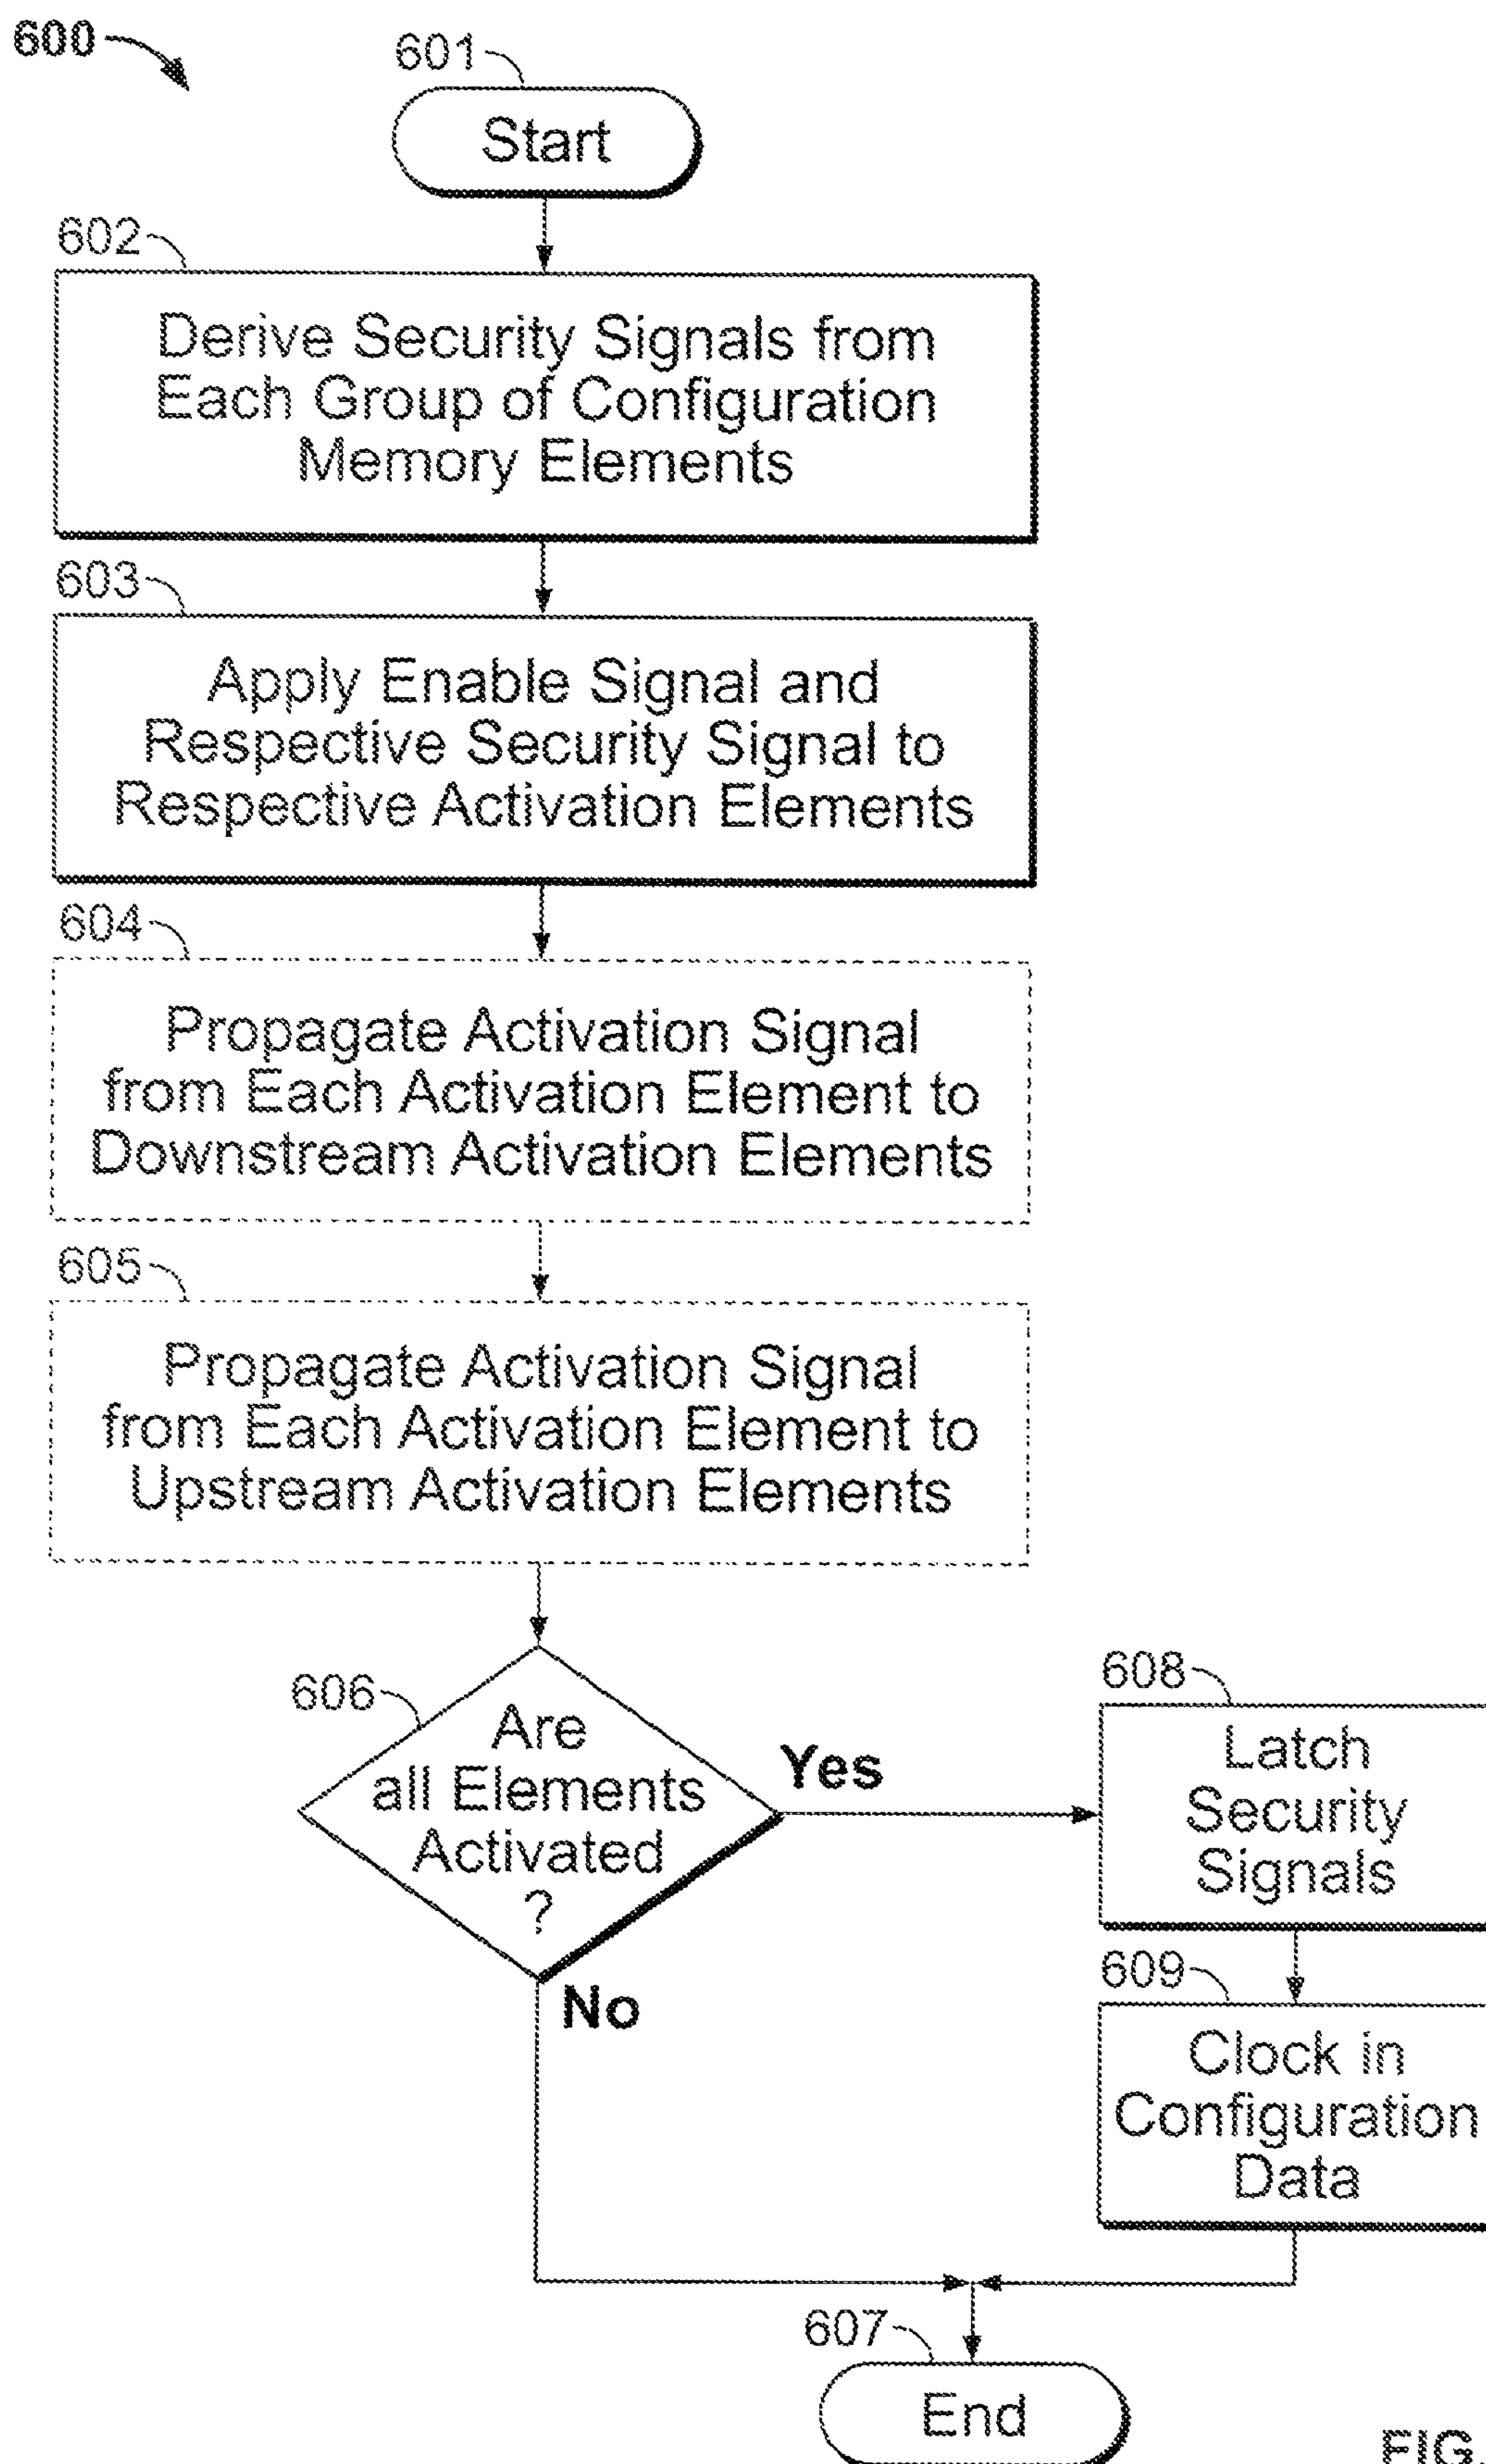 600
601
Start
602
Derive Security Signals from
Each Group of Configuration
Memory Elements
603
Apply Enable Signal and
Respective Security Signal to
Respective Activation Elements
604
Propagate Activation Signal
from Each Activation Element to
Downstream Activation Elements
605
Propagate Activation Signal
from Each Activation Element to
Upstream Activation Elements
606
Are
all Elements
Activated
?
Yes
No
608
Latch
Security
Signals
609
Clock in
Configuration
Data
607
End
FIG.